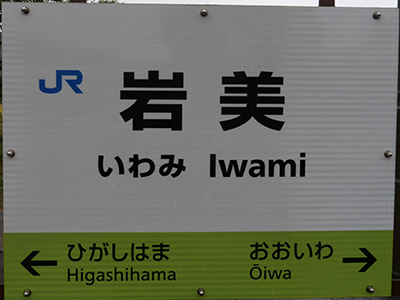 JR
岩美
いわみ Iwami
ひがしはま おおいわ
← Higashihama Ōiwa →